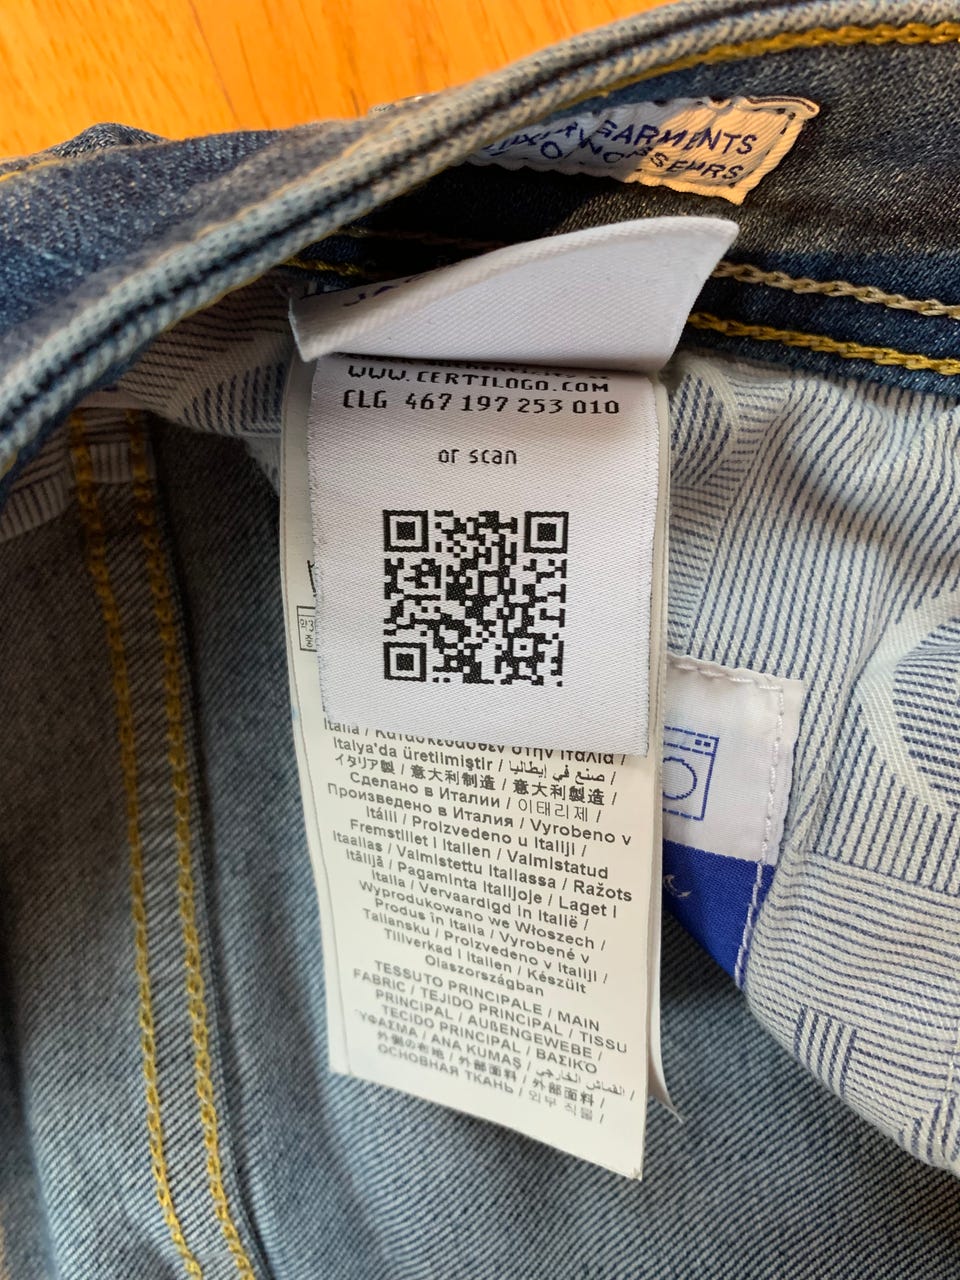 GARMENTS
WWW.CERTILOGO.COM
CLG 467 197 253 010
or scan
Italia / Κατασκευάσθεν στην Ιταλία /
Italya'da üretilmiştir / صنع في إيطاليا /
イタリア製 / 意大利制造 / 意大利製造 /
Сделано в Италии / 이태리제 /
Произведено в Италия / Vyrobeno v
Itálii / Proizvedeno u Italiji /
Fremstillet i Italien / Valmistatud
Itaalias / Valmistettu Italiassa / Ražots
Itālijā / Pagaminta Italijoje / Laget i
Italia / Vervaardigd in Italië /
Wyprodukowano we Włoszech /
Produs în Italia / Vyrobené v
Taliansku / Proizvedeno v Italiji /
Tillverkad i Italien / Készült
Olaszországban
TESSUTO PRINCIPALE / MAIN
FABRIC / TEJIDO PRINCIPAL / TISSU
PRINCIPAL / AUßENGEWEBE /
TECIDO PRINCIPAL / ΒΑΣΙΚΟ
ΥΦΑΣΜΑ / ANA KUMAŞ / القماش الخارجي /
外側の布地 / 外部面料 / 外部面料 /
ОСНОВНАЯ ТКАНЬ / 외부 직물 /